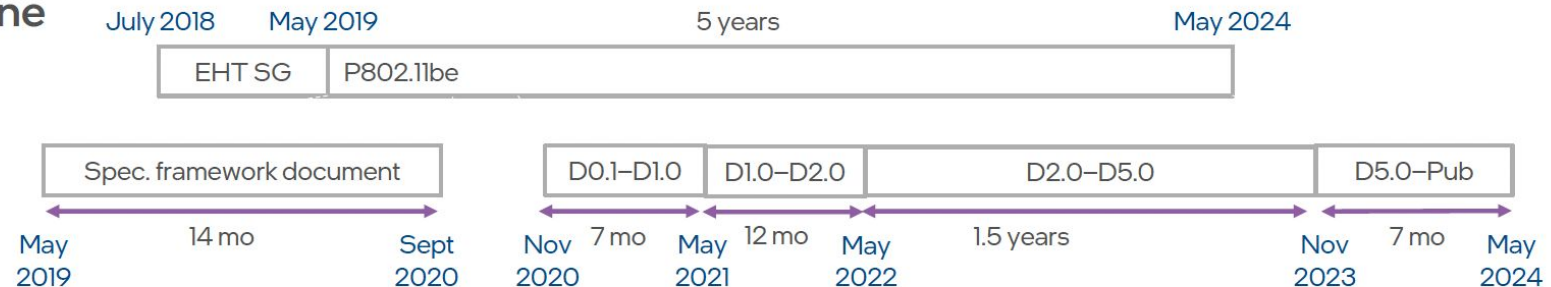 ne
July 2018 May 2019 5 years May 2024
EHT SG P802.11be
Spec. framework document D0.1–D1.0 D1.0–D2.0 D2.0–D5.0 D5.0–Pub
14 mo 7 mo 12 mo 1.5 years 7 mo
May 2019 Sept 2020 Nov 2020 May 2021 May 2022 Nov 2023 May 2024